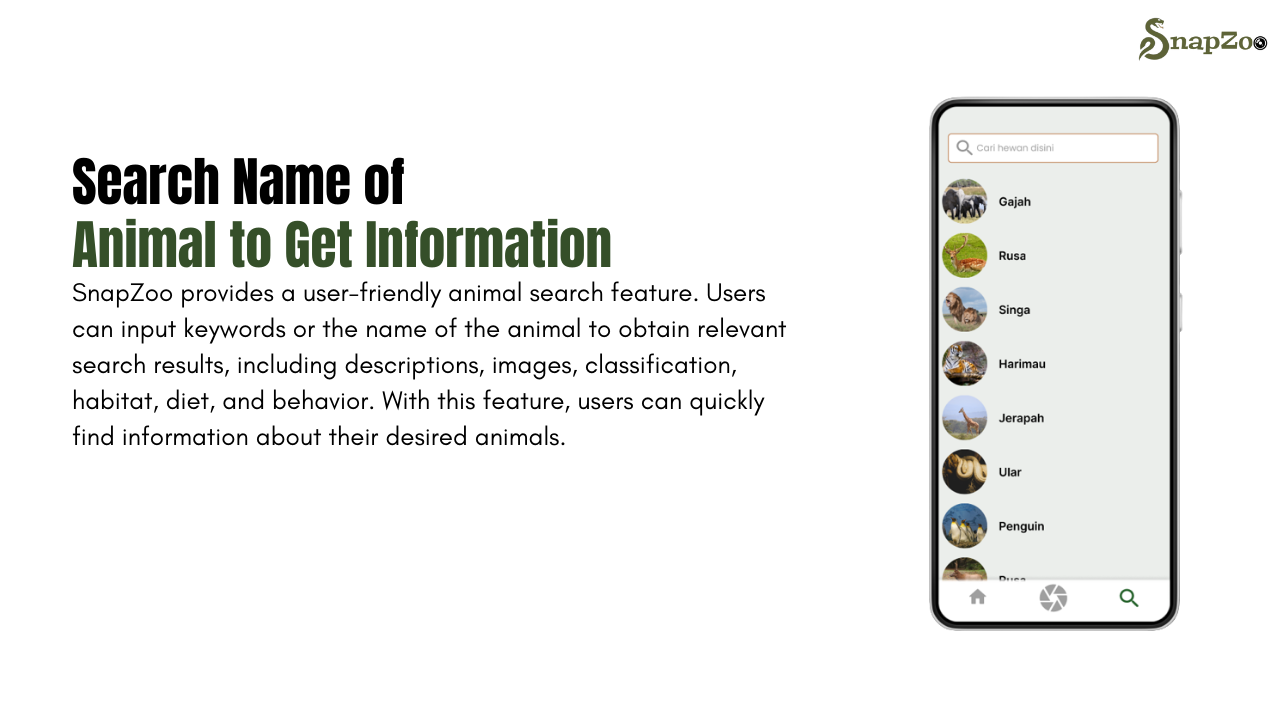 SnapZoo
Search Name of
Animal to Get Information
SnapZoo provides a user-friendly animal search feature. Users
can input keywords or the name of the animal to obtain relevant
search results, including descriptions, images, classification,
habitat, diet, and behavior. With this feature, users can quickly
find information about their desired animals.
Cari hewan disini
Gajah
Rusa
Singa
Harimau
Jerapah
Ular
Penguin
Rusa